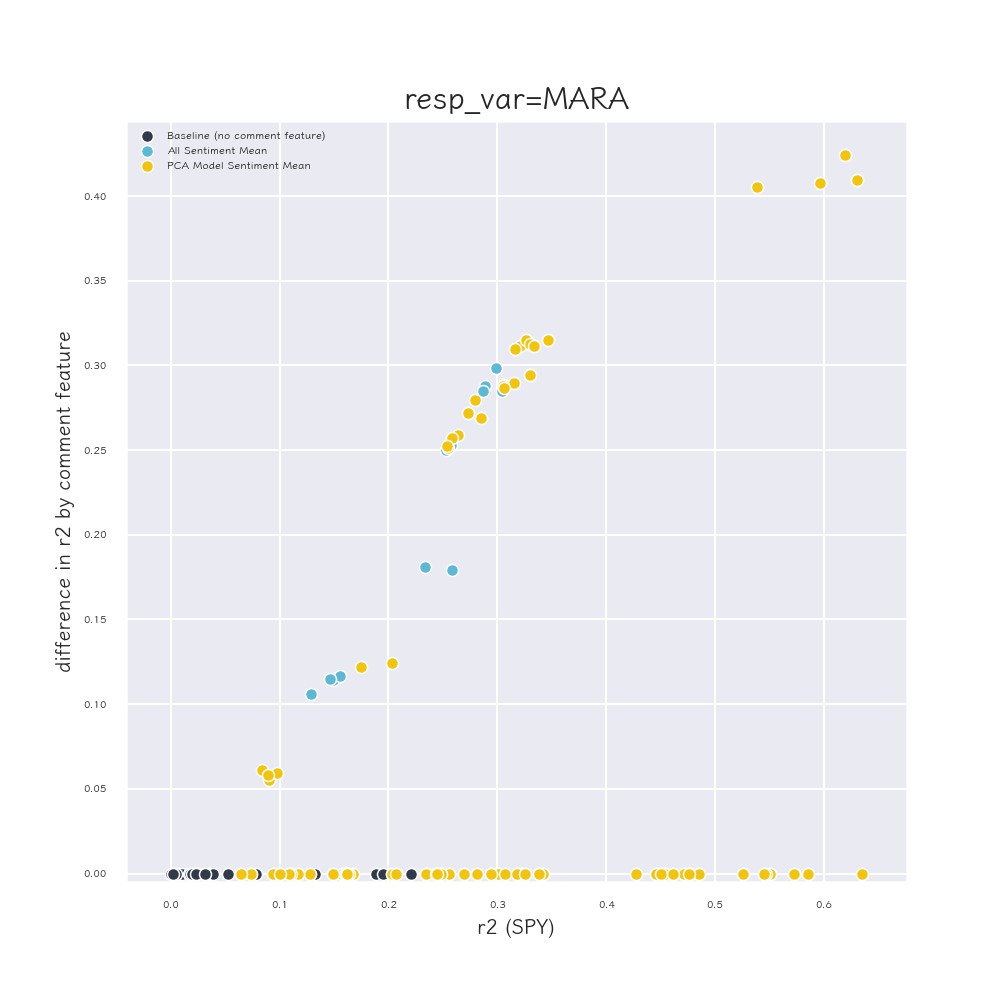 resp_var=MARA
Baseline (no comment feature)
All Sentiment Mean
PCA Model Sentiment Mean
difference in r2 by comment feature
0.40
0.35
0.30
0.25
0.20
0.15
0.10
0.05
0.00
0.0 0.1 0.2 0.3 0.4 0.5 0.6
r2 (SPY)